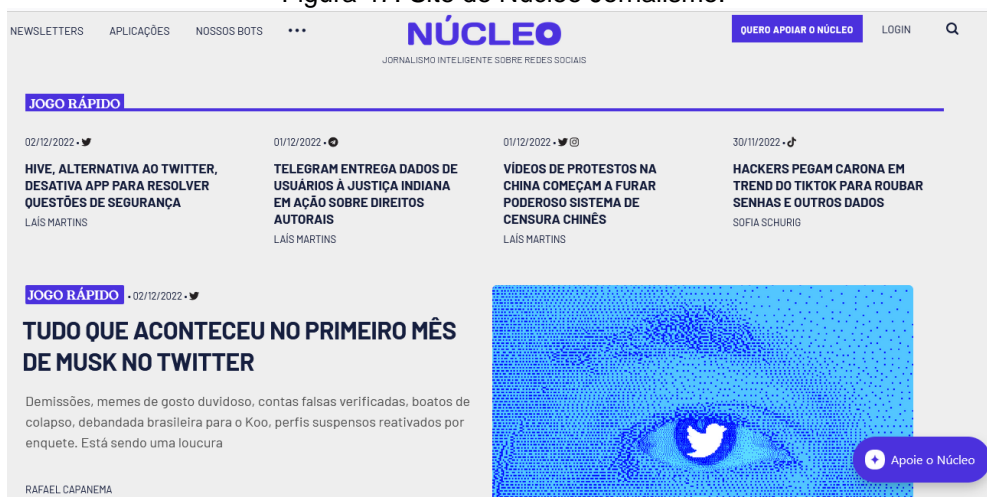 Figura 47: Site do Núcleo Jornalismo.
NEWSLETTERS APLICAÇÕES NOSSOS BOTS •••
NÚCLEO
JORNALISMO INTELIGENTE SOBRE REDES SOCIAIS
QUERO APOIAR O NÚCLEO LOGIN
JOGO RÁPIDO
02/12/2022 •
HIVE, ALTERNATIVA AO TWITTER,
DESATIVA APP PARA RESOLVER
QUESTÕES DE SEGURANÇA
LAÍS MARTINS
01/12/2022 •
TELEGRAM ENTREGA DADOS DE
USUÁRIOS À JUSTIÇA INDIANA
EM AÇÃO SOBRE DIREITOS
AUTORAIS
LAÍS MARTINS
01/12/2022 •
VÍDEOS DE PROTESTOS NA
CHINA COMEÇAM A FURAR
PODEROSO SISTEMA DE
CENSURA CHINÊS
LAÍS MARTINS
30/11/2022 •
HACKERS PEGAM CARONA EM
TREND DO TIKTOK PARA ROUBAR
SENHAS E OUTROS DADOS
SOFIA SCHURIG
JOGO RÁPIDO • 02/12/2022 •
TUDO QUE ACONTECEU NO PRIMEIRO MÊS
DE MUSK NO TWITTER
Demissões, memes de gosto duvidoso, contas falsas verificadas, boatos de
colapso, debandada brasileira para o Koo, perfis suspensos reativados por
enquete. Está sendo uma loucura
RAFAEL CAPANEMA
Apoie o Núcleo